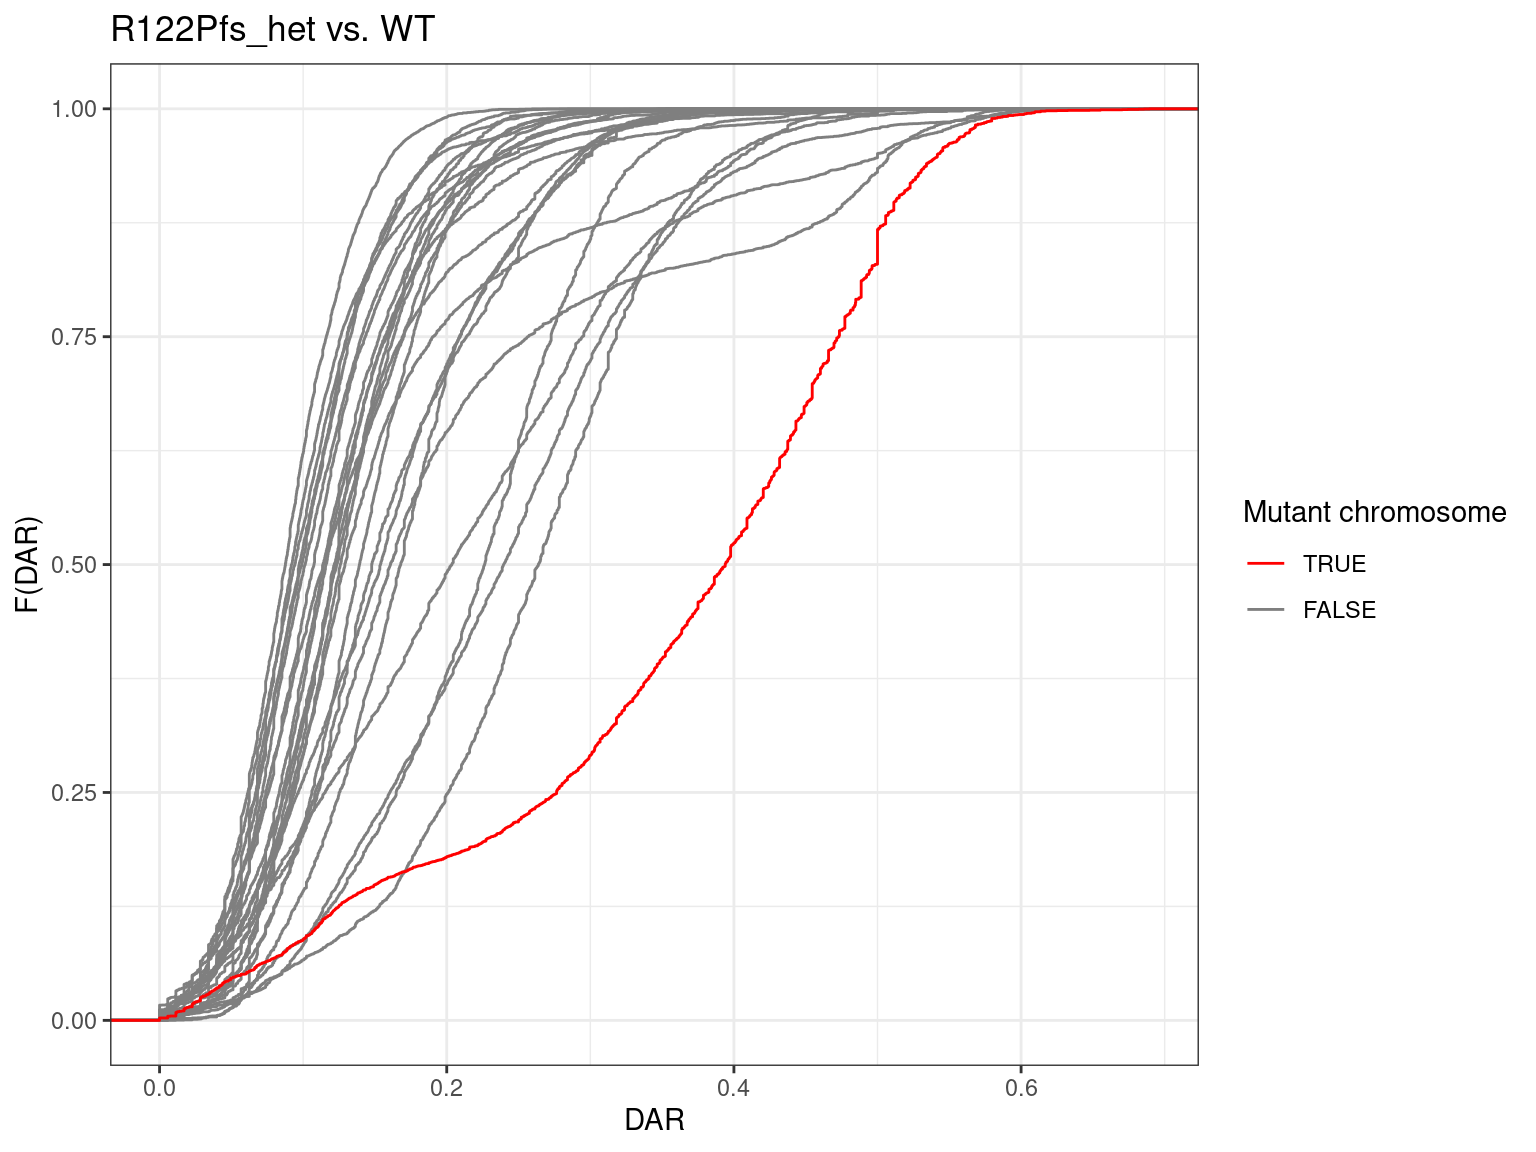 R122Pfs_het vs. WT
1.00
0.75
0.50
0.25
0.00
F(DAR)
0.0 0.2 0.4 0.6
DAR
Mutant chromosome
TRUE
FALSE